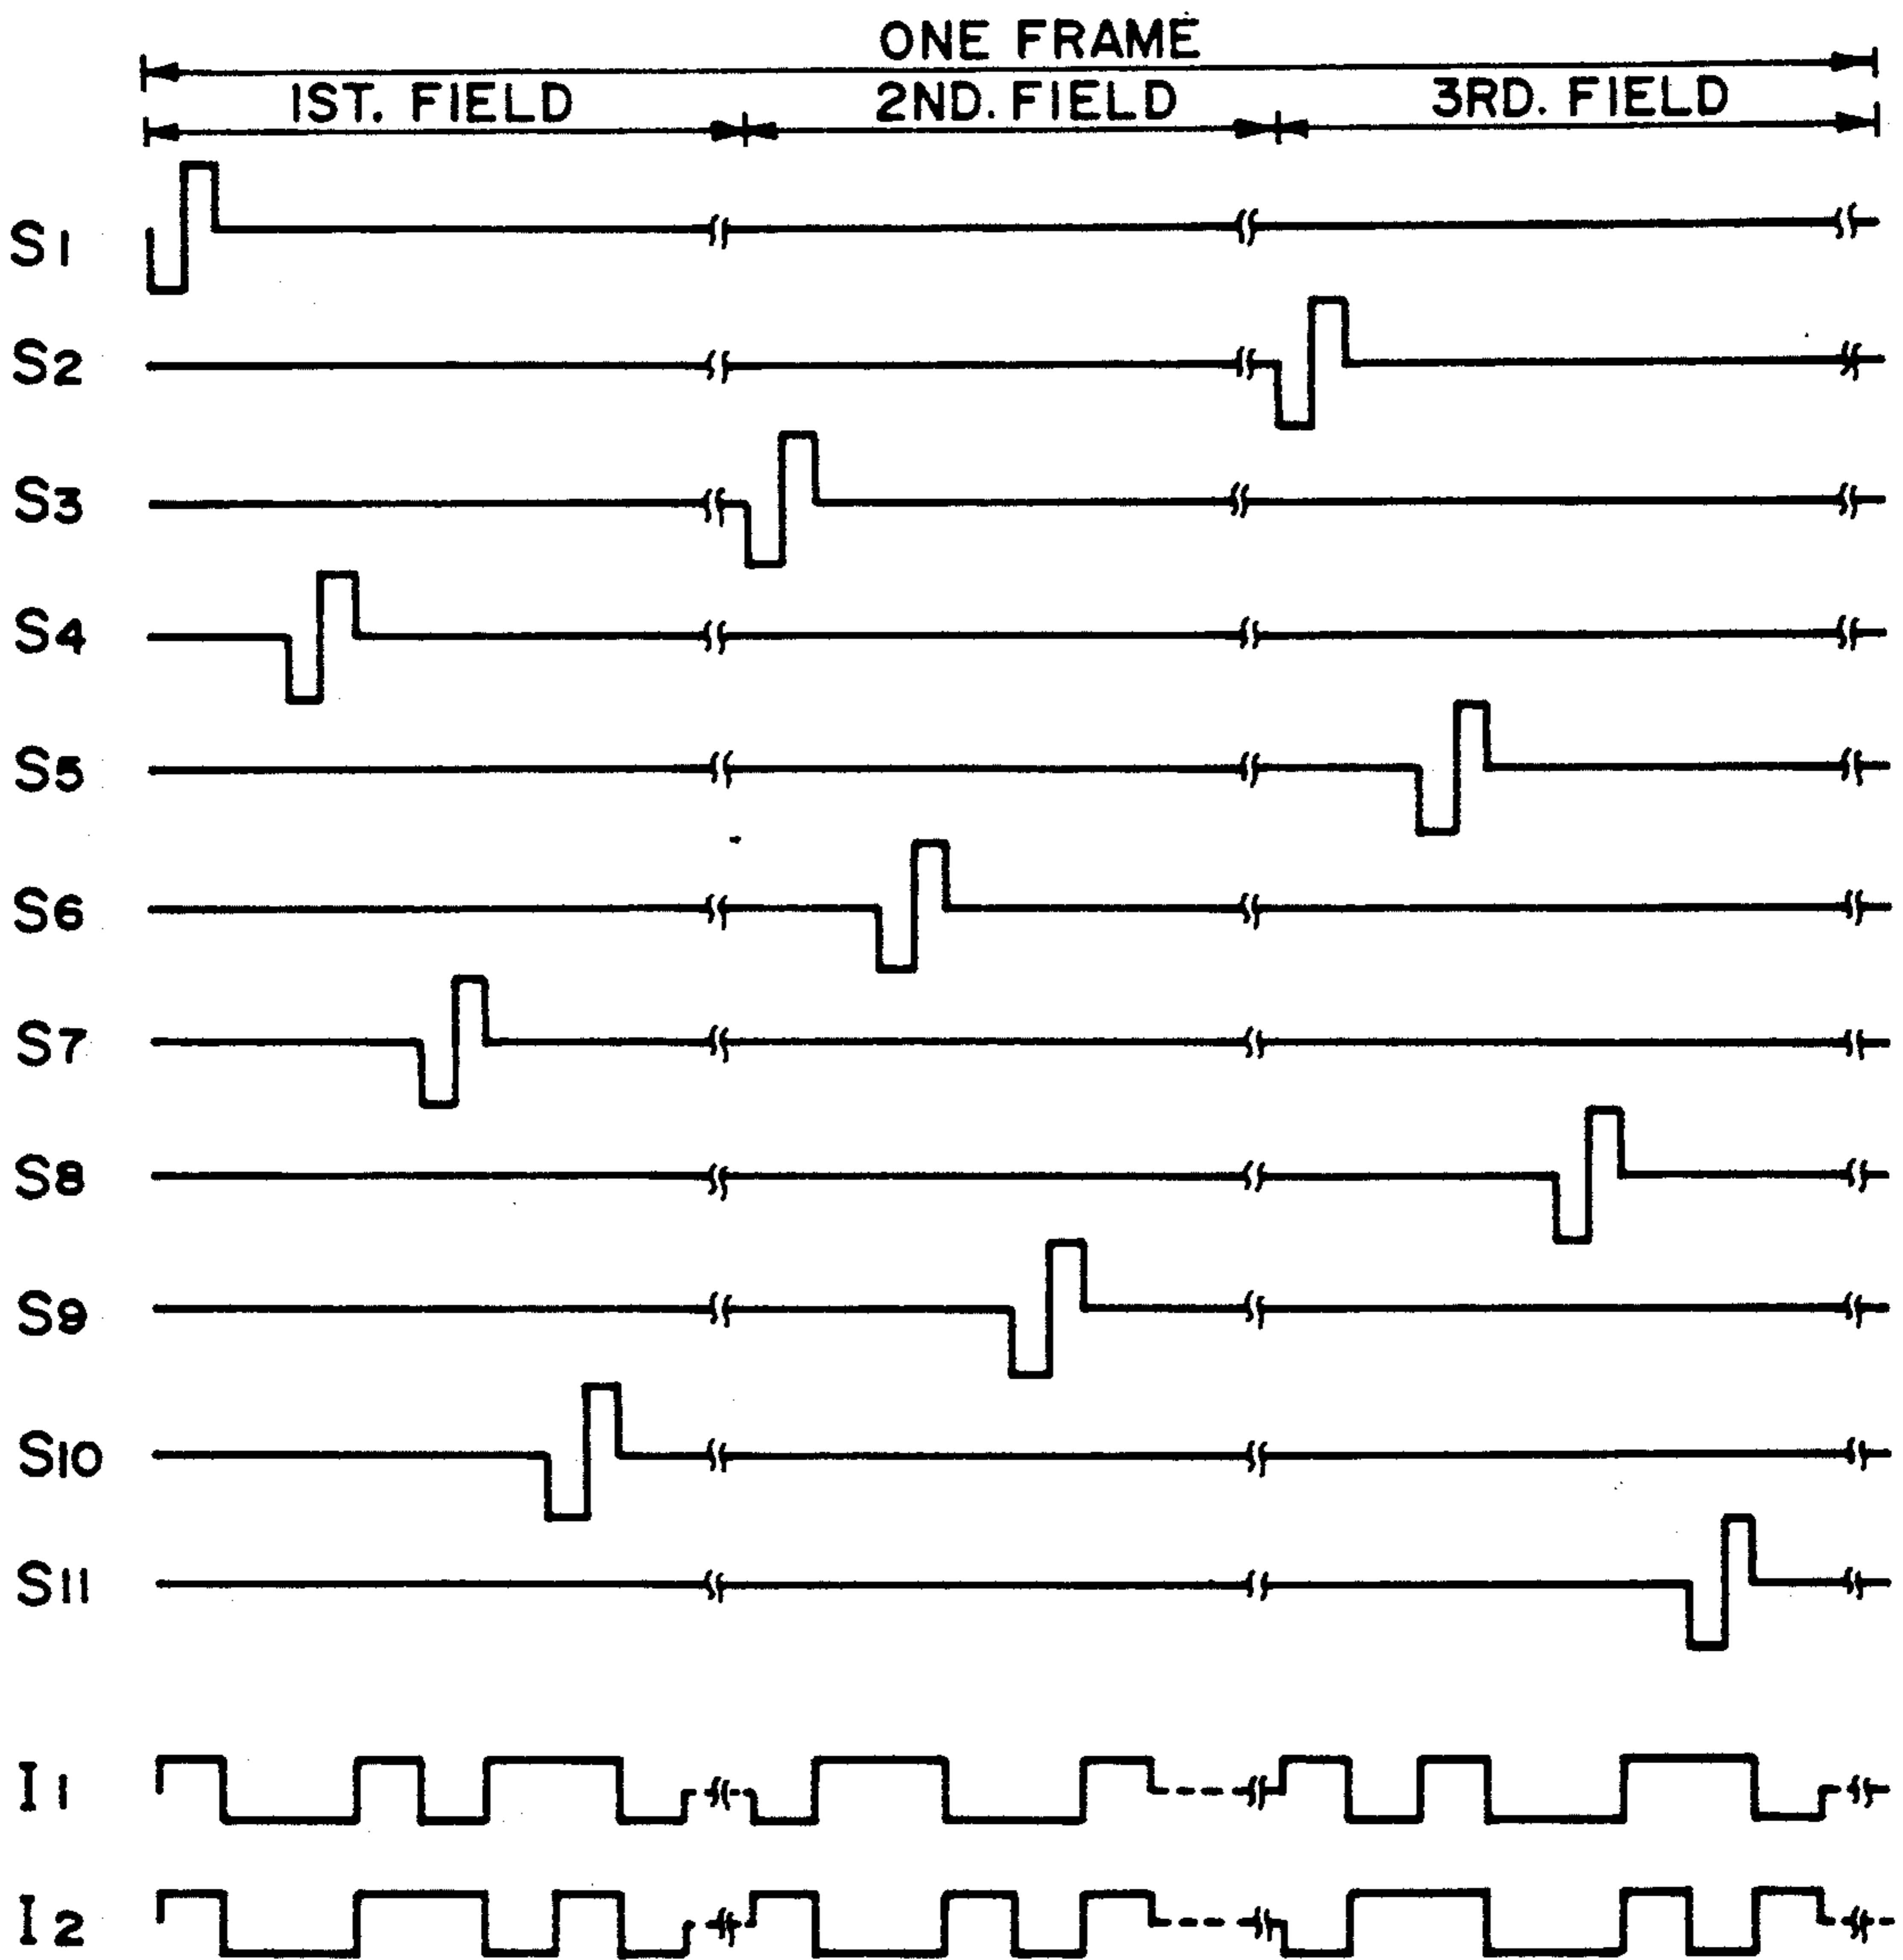 ONE FRAME
1ST. FIELD 2ND. FIELD 3RD. FIELD
S1
S2
S3
S4
S5
S6
S7
S8
S9
S10
S11
I1
I2